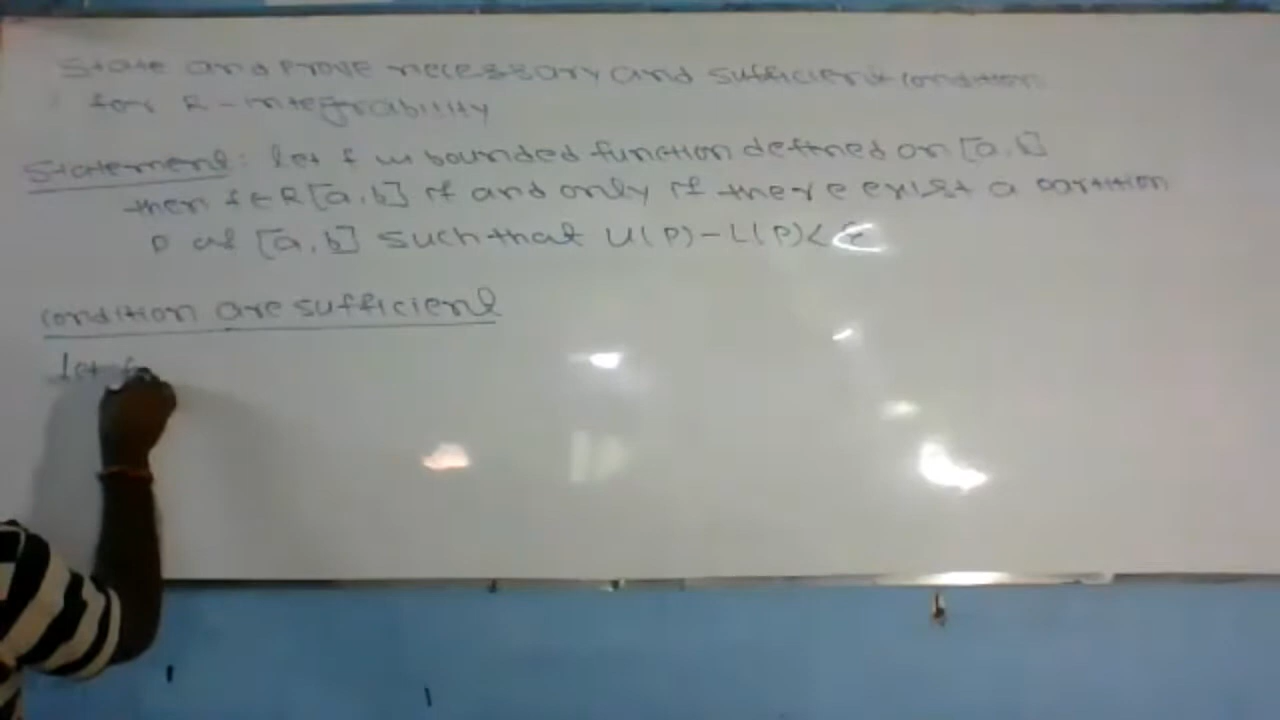 State and prove necessary and sufficient condition
for R-integrability
Statement: let f is bounded function defined on [a,b]
then f∈R[a,b] if and only if there exist a partition
P of [a,b] such that U(P)-L(P)<ε
condition are sufficient
let f